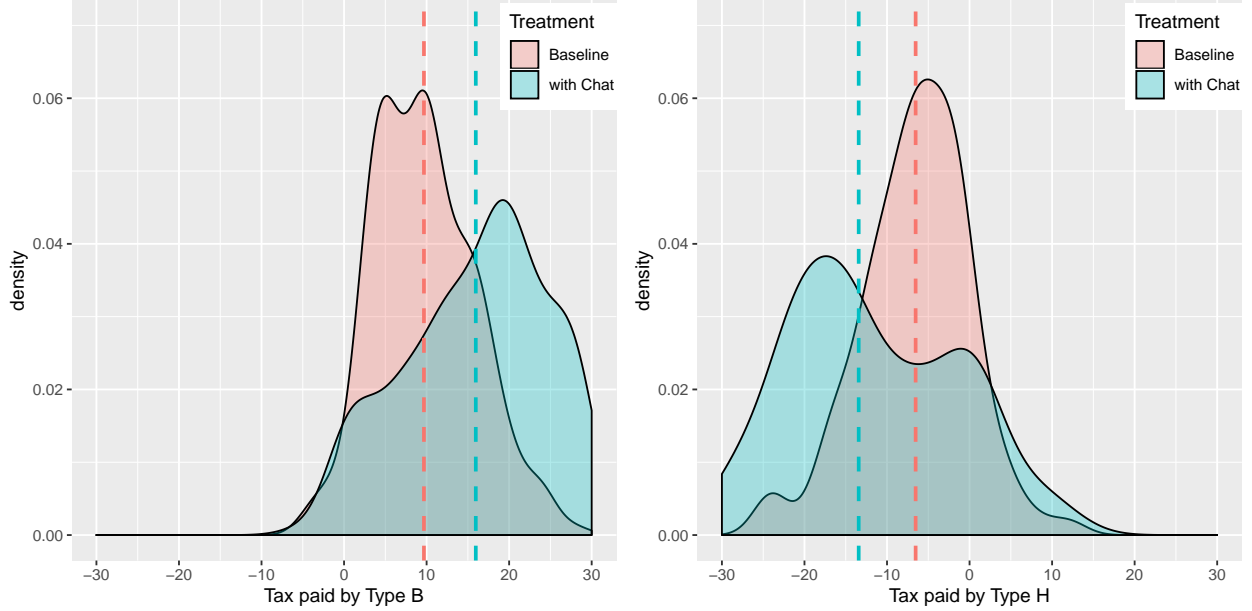 Treatment
Baseline
with Chat
0.06
0.04
0.02
0.00
density
−30 −20 −10 0 10 20 30
Tax paid by Type B
Treatment
Baseline
with Chat
0.06
0.04
0.02
0.00
density
−30 −20 −10 0 10 20 30
Tax paid by Type H